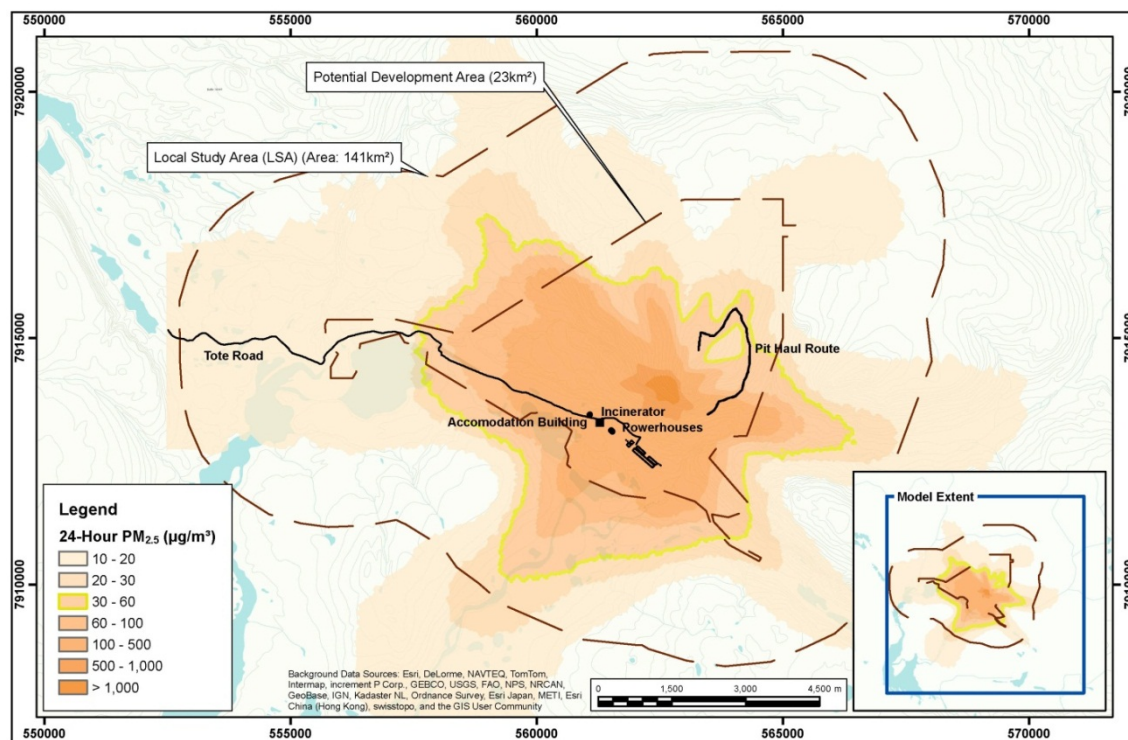 550000
555000
560000
565000
570000
7920000
7920000
Potential Development Area (23km²)
Local Study Area (LSA) (Area: 141km²)
7915000
7915000
Tote Road
Pit Haul Route
Incinerator
Accomodation Building
Powerhouses
Legend
24-Hour PM2.5 (µg/m³)
10 - 20
20 - 30
30 - 60
60 - 100
100 - 500
500 - 1,000
> 1,000
Model Extent
7910000
7910000
Background Data Sources: Esri, DeLorme, NAVTEQ, TomTom,
Intermap, increment P Corp., GEBCO, USGS, FAO, NPS, NRCAN,
GeoBase, IGN, Kadaster NL, Ordnance Survey, Esri Japan, METI, Esri
China (Hong Kong), swisstopo, and the GIS User Community
0 1,500 3,000 4,500 m
550000
555000
560000
565000
570000